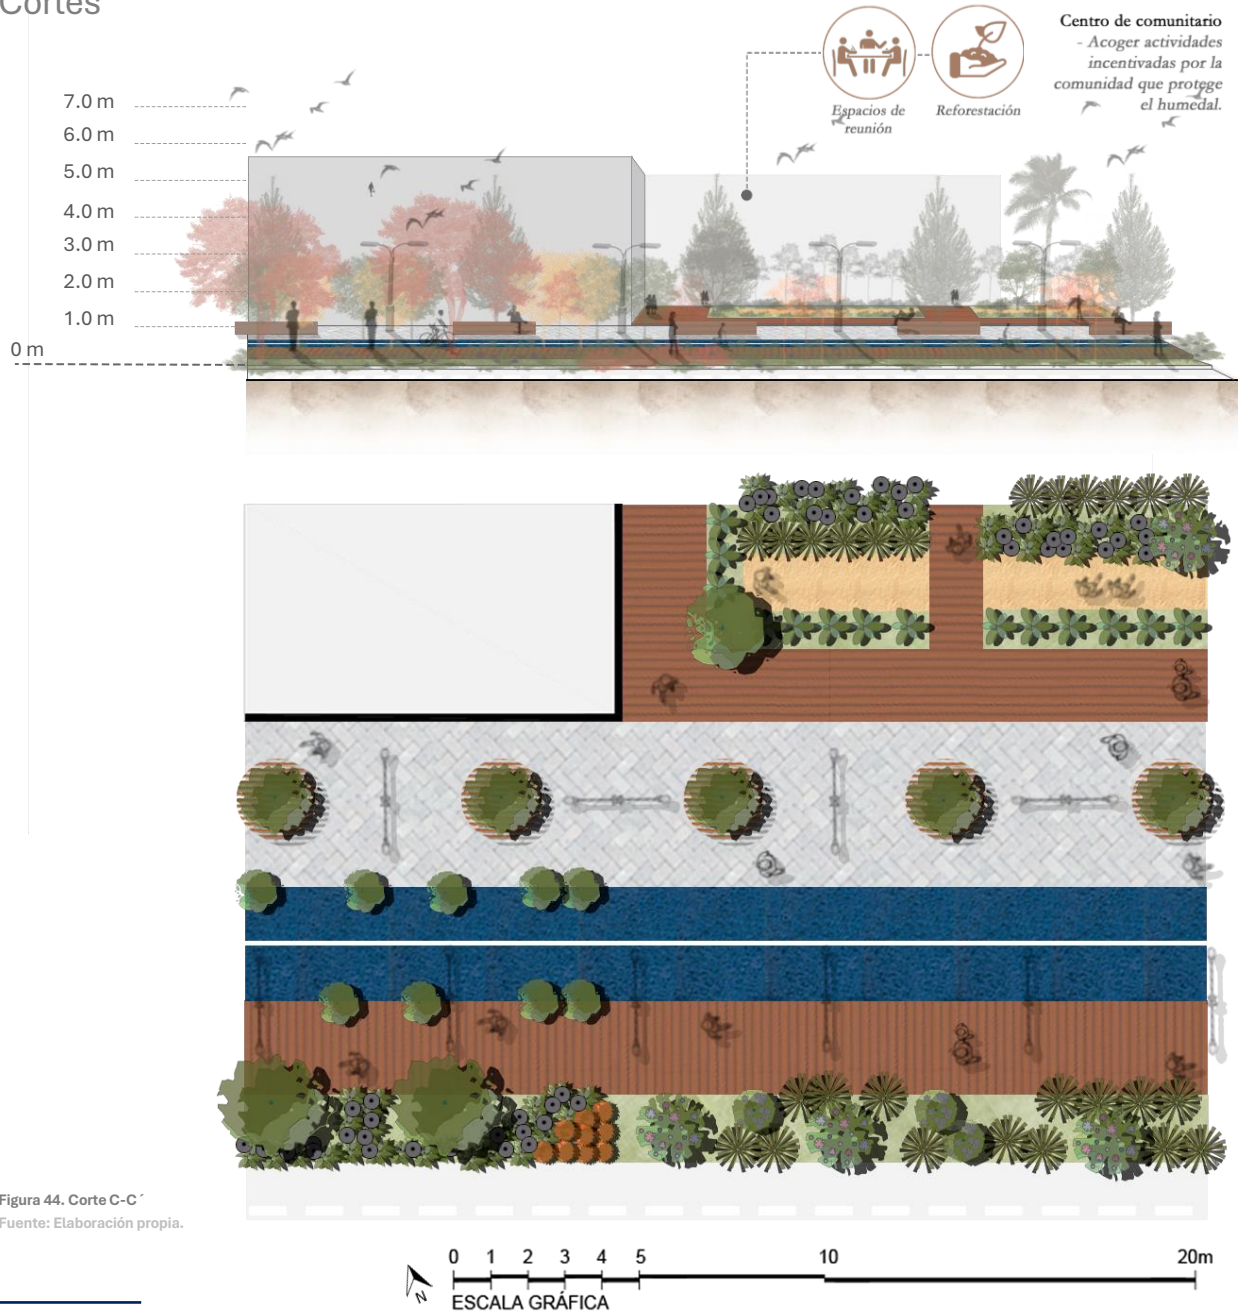 Cortes
Centro de comunitario
- Acoger actividades
incentivadas por la
comunidad que protege
el humedal.
Espacios de
reunión
Reforestación
7.0 m
6.0 m
5.0 m
4.0 m
3.0 m
2.0 m
1.0 m
0 m
Figura 44. Corte C-C´
Fuente: Elaboración propia.
0 1 2 3 4 5 10 20m
N
ESCALA GRÁFICA